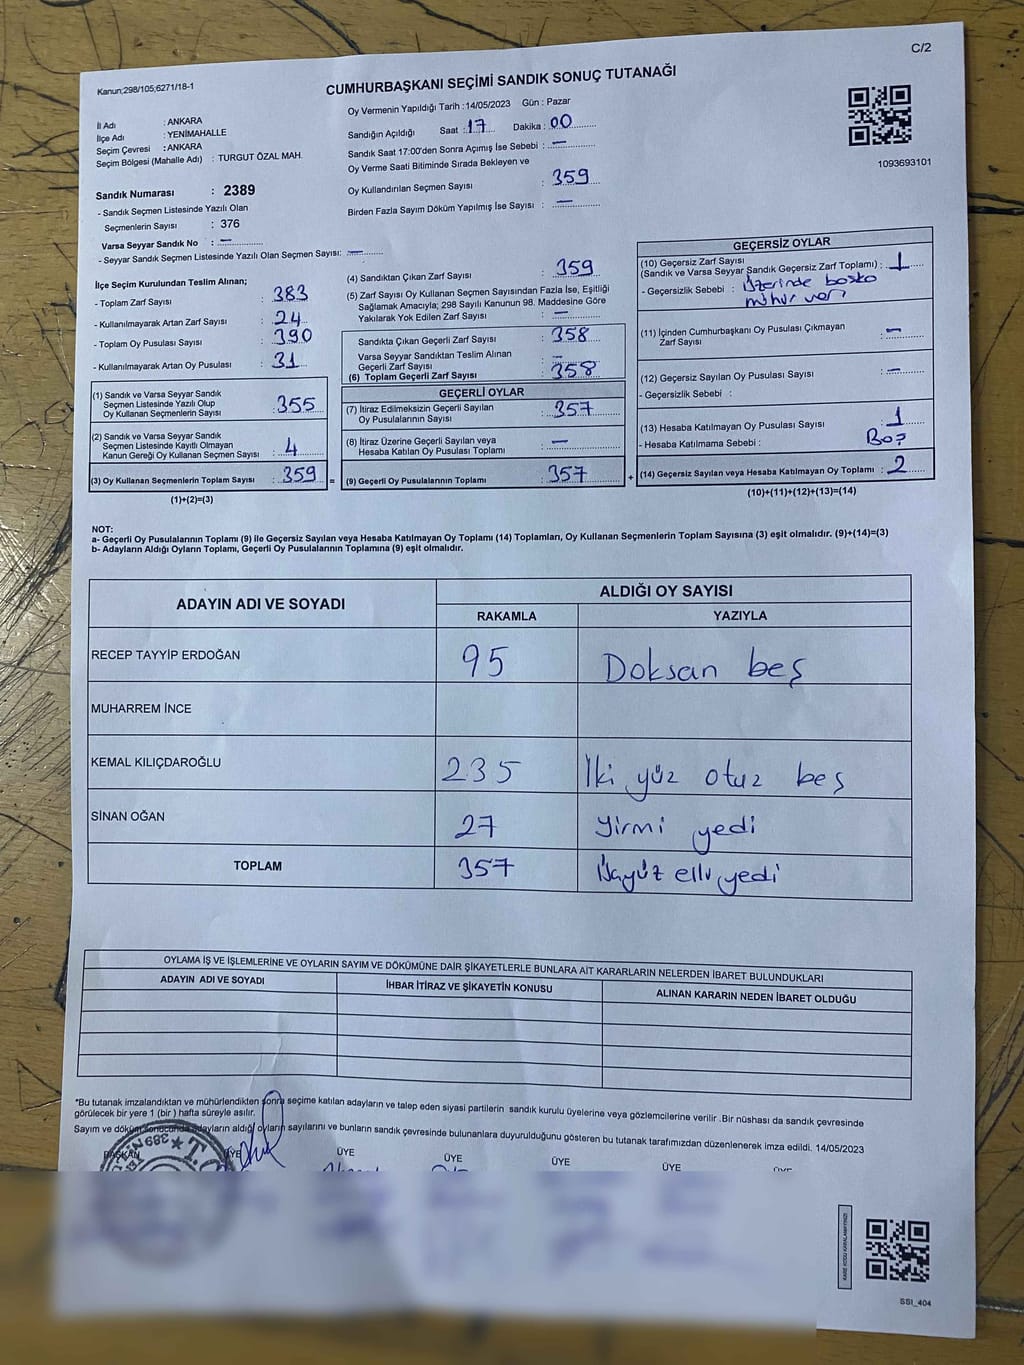 C/2
Kanun;298/105;6271/18-1
CUMHURBAŞKANI SEÇİMİ SANDIK SONUÇ TUTANAĞI
İl Adı : ANKARA
İlçe Adı : YENİMAHALLE
Seçim Çevresi : ANKARA
Seçim Bölgesi (Mahalle Adı) : TURGUT ÖZAL MAH.
Oy Vermenin Yapıldığı Tarih : 14/05/2023 Gün : Pazar
Sandığın Açıldığı Saat : 17 Dakika : 00
Sandık Saat 17:00'den Sonra Açımış İse Sebebi : —
Oy Verme Saati Bitiminde Sırada Bekleyen ve
Oy Kullandırılan Seçmen Sayısı : 359
Birden Fazla Sayım Döküm Yapılmış İse Sayısı : —
1093693101
Sandık Numarası : 2389
- Sandık Seçmen Listesinde Yazılı Olan
Seçmenlerin Sayısı : 376
Varsa Seyyar Sandık No : —
- Seyyar Sandık Seçmen Listesinde Yazılı Olan Seçmen Sayısı: —
İlçe Seçim Kurulundan Teslim Alınan;
- Toplam Zarf Sayısı : 383
- Kullanılmayarak Artan Zarf Sayısı : 24
- Toplam Oy Pusulası Sayısı : 390
- Kullanılmayarak Artan Oy Pusulası : 31
(1) Sandık ve Varsa Seyyar Sandık
Seçmen Listesinde Yazılı Olup
Oy Kullanan Seçmenlerin Sayısı : 355
(2) Sandık ve Varsa Seyyar Sandık
Seçmen Listesinde Kayıtlı Olmayan
Kanun Gereği Oy Kullanan Seçmen Sayısı : 4
(3) Oy Kullanan Seçmenlerin Toplam Sayısı : 359 =
(1)+(2)=(3)
(4) Sandıktan Çıkan Zarf Sayısı : 359
(5) Zarf Sayısı Oy Kullanan Seçmen Sayısından Fazla İse, Eşitliği
Sağlamak Amacıyla; 298 Sayılı Kanunun 98. Maddesine Göre
Yakılarak Yok Edilen Zarf Sayısı : —
Sandıkta Çıkan Geçerli Zarf Sayısı : 358
Varsa Seyyar Sandıktan Teslim Alınan
Geçerli Zarf Sayısı : —
(6) Toplam Geçerli Zarf Sayısı : 358
GEÇERLİ OYLAR
(7) İtiraz Edilmeksizin Geçerli Sayılan
Oy Pusulalarının Sayısı : 357
(8) İtiraz Üzerine Geçerli Sayılan veya
Hesaba Katılan Oy Pusulası Toplamı : —
(9) Geçerli Oy Pusulalarının Toplamı : 357 +
GEÇERSİZ OYLAR
(10) Geçersiz Zarf Sayısı
(Sandık ve Varsa Seyyar Sandık Geçersiz Zarf Toplamı) : 1
- Geçersizlik Sebebi : üzerinde başka
mühür var
(11) İçinden Cumhurbaşkanı Oy Pusulası Çıkmayan
Zarf Sayısı : —
(12) Geçersiz Sayılan Oy Pusulası Sayısı : —
- Geçersizlik Sebebi :
(13) Hesaba Katılmayan Oy Pusulası Sayısı : 1
- Hesaba Katılmama Sebebi : Boş
(14) Geçersiz Sayılan veya Hesaba Katılmayan Oy Toplamı : 2
(10)+(11)+(12)+(13)=(14)
NOT:
a- Geçerli Oy Pusulalarının Toplamı (9) ile Geçersiz Sayılan veya Hesaba Katılmayan Oy Toplamı (14) Toplamları, Oy Kullanan Seçmenlerin Toplam Sayısına (3) eşit olmalıdır. (9)+(14)=(3)
b- Adayların Aldığı Oyların Toplamı, Geçerli Oy Pusulalarının Toplamına (9) eşit olmalıdır.
ADAYIN ADI VE SOYADI
ALDIĞI OY SAYISI
RAKAMLA YAZIYLA
RECEP TAYYİP ERDOĞAN 95 Doksan beş
MUHARREM İNCE
KEMAL KILIÇDAROĞLU 235 İki yüz otuz beş
SİNAN OĞAN 27 yirmi yedi
TOPLAM 357 Üçyüz elli yedi
OYLAMA İŞ VE İŞLEMLERİNE VE OYLARIN SAYIM VE DÖKÜMÜNE DAİR ŞİKAYETLERLE BUNLARA AİT KARARLARIN NELERDEN İBARET BULUNDUKLARI
ADAYIN ADI VE SOYADI İHBAR İTİRAZ VE ŞİKAYETİN KONUSU ALINAN KARARIN NEDEN İBARET OLDUĞU
*Bu tutanak imzalandıktan ve mühürlendikten sonra seçime katılan adayların ve talep eden siyasi partilerin sandık kurulu üyelerine veya gözlemcilerine verilir .Bir nüshası da sandık çevresinde
görülecek bir yere 1 (bir ) hafta süreyle asılır.
Sayım ve döküm sonucunda adayların aldığı oyların sayılarını ve bunların sandık çevresinde bulunanlara duyurulduğunu gösteren bu tutanak tarafımızdan düzenlenerek imza edildi. 14/05/2023
BAŞKAN ÜYE ÜYE ÜYE ÜYE ÜYE ÜYE
SSI_404